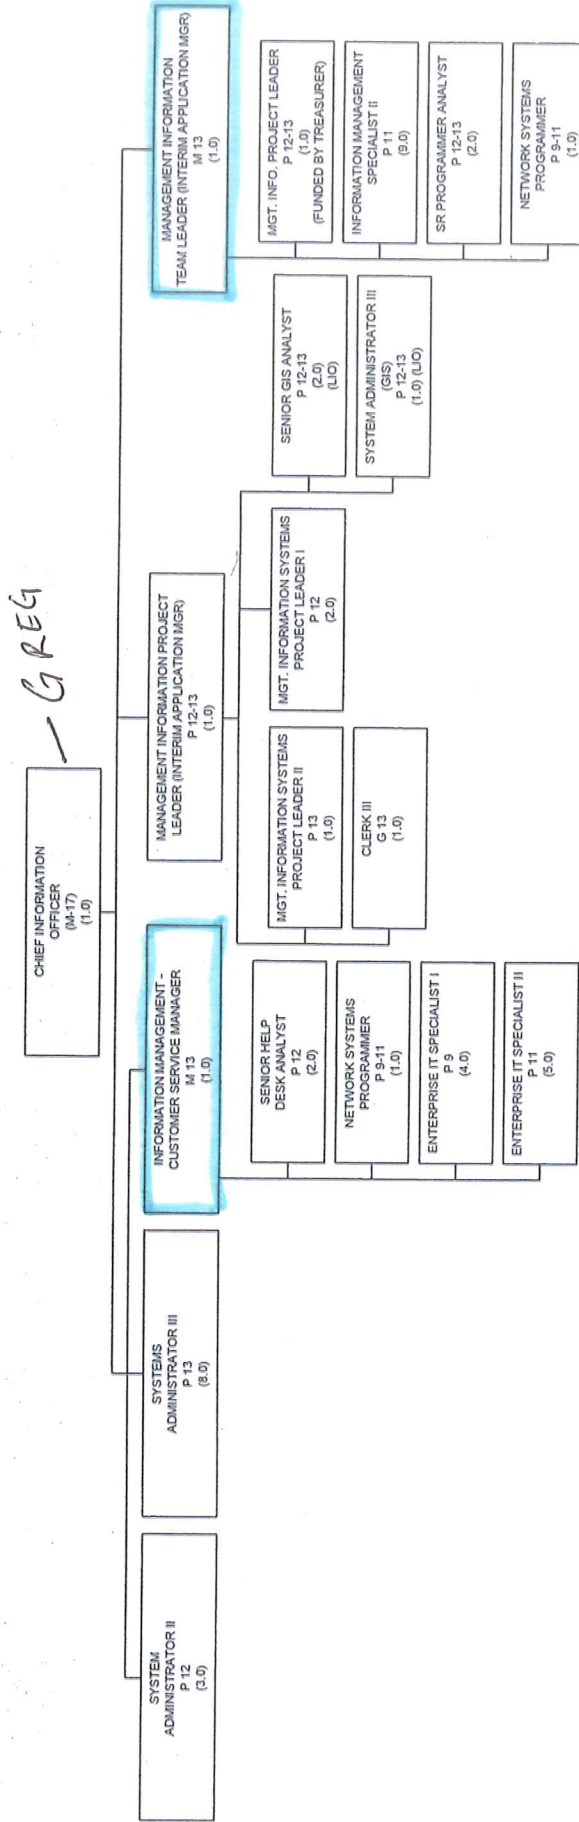 CHIEF INFORMATION
OFFICER
(M-17)
(1.0)
— GREG
SYSTEM
ADMINISTRATOR II
P 12
(3.0)
SYSTEMS
ADMINISTRATOR III
P 13
(8.0)
INFORMATION MANAGEMENT -
CUSTOMER SERVICE MANAGER
M 13
(1.0)
SENIOR HELP
DESK ANALYST
P 12
(2.0)
NETWORK SYSTEMS
PROGRAMMER
P 9-11
(1.0)
ENTERPRISE IT SPECIALIST I
P 9
(4.0)
ENTERPRISE IT SPECIALIST II
P 11
(5.0)
MANAGEMENT INFORMATION PROJECT
LEADER (INTERIM APPLICATION MGR)
P 12-13
(1.0)
MGT. INFORMATION SYSTEMS
PROJECT LEADER II
P 13
(1.0)
CLERK III
G 13
(1.0)
MGT. INFORMATION SYSTEMS
PROJECT LEADER I
P 12
(2.0)
SENIOR GIS ANALYST
P 12-13
(2.0)
(LIO)
SYSTEM ADMINISTRATOR III
(GIS)
P 12-13
(1.0) (LIO)
MANAGEMENT INFORMATION
TEAM LEADER (INTERIM APPLICATION MGR)
M 13
(1.0)
MGT. INFO. PROJECT LEADER
P 12-13
(1.0)
(FUNDED BY TREASURER)
INFORMATION MANAGEMENT
SPECIALIST II
P 11
(9.0)
SR PROGRAMMER ANALYST
P 12-13
(2.0)
NETWORK SYSTEMS
PROGRAMMER
P 9-11
(1.0)